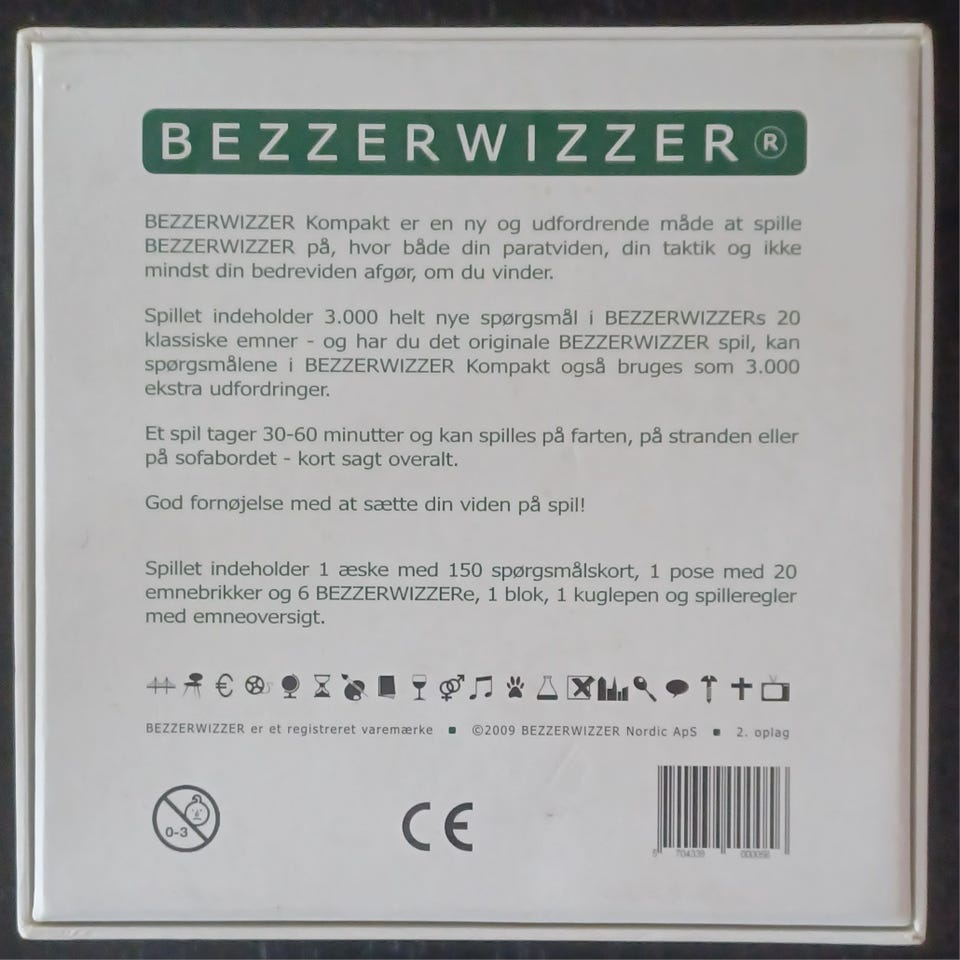 BEZZERWIZZER®
BEZZERWIZZER Kompakt er en ny og udfordrende måde at spille
BEZZERWIZZER på, hvor både din paratviden, din taktik og ikke
mindst din bedreviden afgør, om du vinder.
Spillet indeholder 3.000 helt nye spørgsmål i BEZZERWIZZERs 20
klassiske emner - og har du det originale BEZZERWIZZER spil, kan
spørgsmålene i BEZZERWIZZER Kompakt også bruges som 3.000
ekstra udfordringer.
Et spil tager 30-60 minutter og kan spilles på farten, på stranden eller
på sofabordet - kort sagt overalt.
God fornøjelse med at sætte din viden på spil!
Spillet indeholder 1 æske med 150 spørgsmålskort, 1 pose med 20
emnebrikker og 6 BEZZERWIZZERe, 1 blok, 1 kuglepen og spilleregler
med emneoversigt.
BEZZERWIZZER er et registreret varemærke ▪ ©2009 BEZZERWIZZER Nordic ApS ▪ 2. oplag
0-3
CE